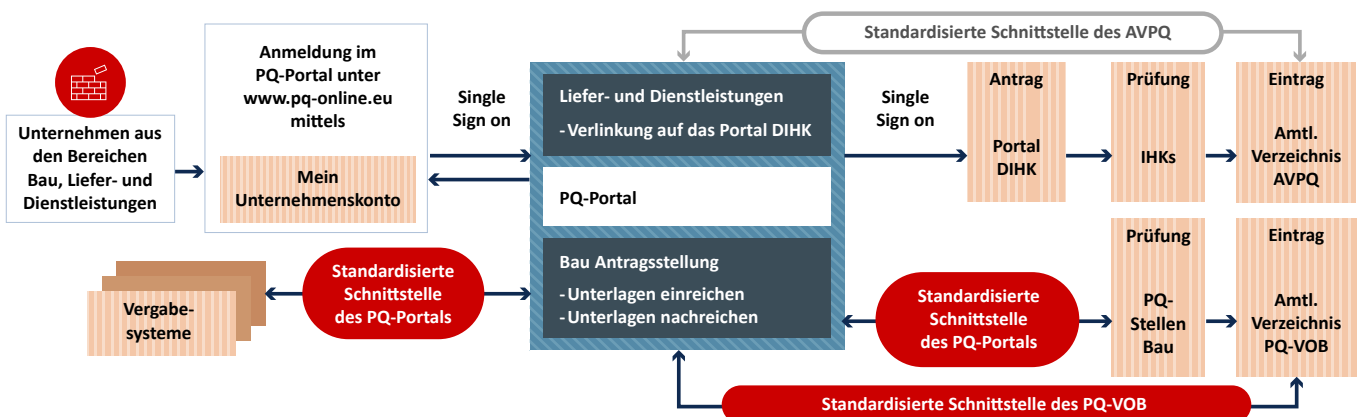 Unternehmen aus
den Bereichen
Bau, Liefer- und
Dienstleistungen
Anmeldung im
PQ-Portal unter
www.pq-online.eu
mittels
Mein
Unternehmenskonto
Single
Sign on
Standardisierte Schnittstelle des AVPQ
Liefer- und Dienstleistungen
- Verlinkung auf das Portal DIHK
PQ-Portal
Bau Antragsstellung
- Unterlagen einreichen
- Unterlagen nachreichen
Single
Sign on
Antrag
Portal
DIHK
Prüfung
IHKs
Eintrag
Amtl.
Verzeichnis
AVPQ
Vergabe-
systeme
Standardisierte
Schnittstelle
des PQ-Portals
Standardisierte
Schnittstelle
des PQ-Portals
Prüfung
PQ-
Stellen
Bau
Eintrag
Amtl.
Verzeichnis
PQ-VOB
Standardisierte Schnittstelle des PQ-VOB